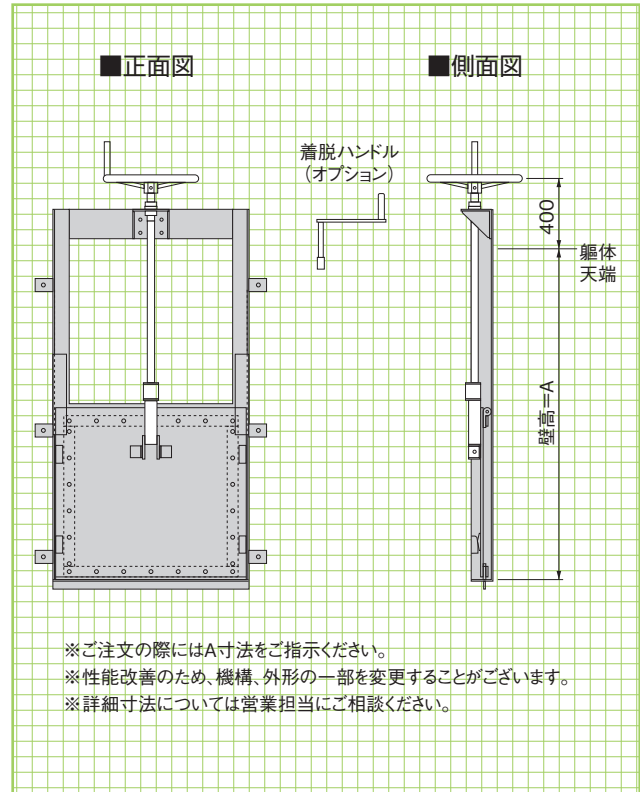 ■正面図
■側面図
着脱ハンドル
（オプション）
400
躯体
天端
壁高=A
※ご注文の際にはA寸法をご指示ください。
※性能改善のため、機構、外形の一部を変更することがございます。
※詳細寸法については営業担当にご相談ください。